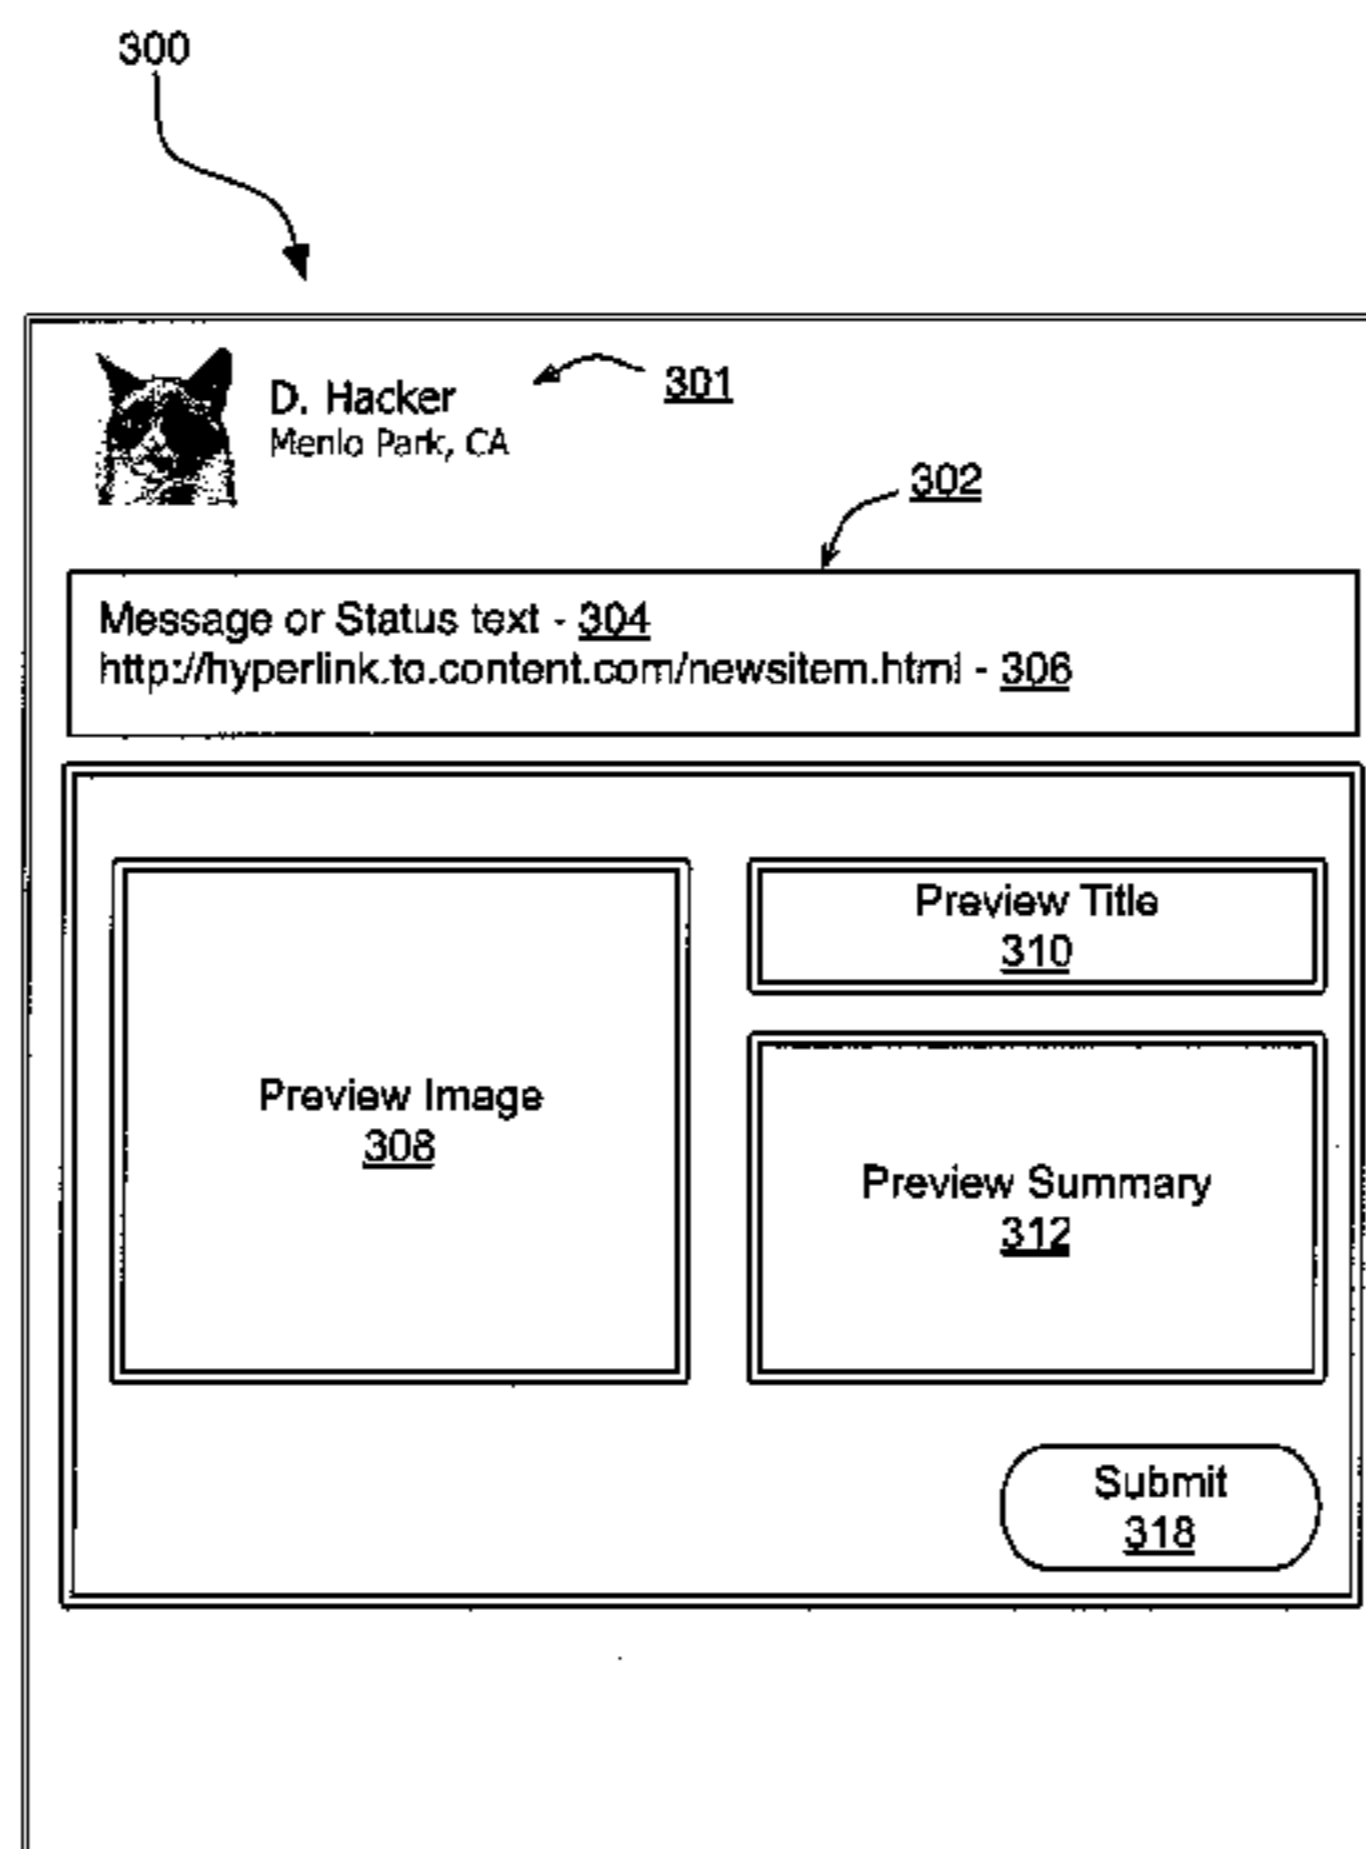 300
D. Hacker
301
Menlo Park, CA
302
Message or Status text - 304
http://hyperlink.to.content.com/newsitem.html - 306
Preview Title
310
Preview Image
308
Preview Summary
312
Submit
318